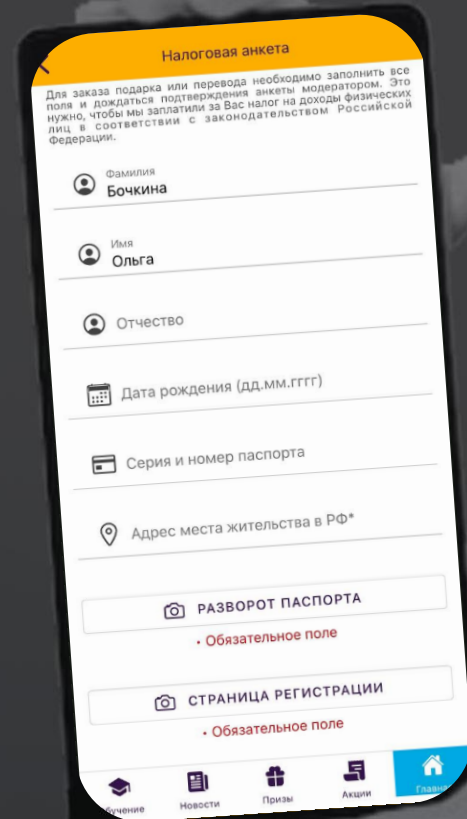 Налоговая анкета
Для заказа подарка или перевода необходимо заполнить все
поля и дождаться подтверждения анкеты модератором. Это
нужно, чтобы мы заплатили за Вас налог на доходы физических
лиц в соответствии с законодательством Российской
Федерации.
Фамилия
Бочкина
Имя
Ольга
Отчество
Дата рождения (дд.мм.гггг)
Серия и номер паспорта
Адрес места жительства в РФ*
РАЗВОРОТ ПАСПОРТА
• Обязательное поле
СТРАНИЦА РЕГИСТРАЦИИ
• Обязательное поле
бучение
Новости
Призы
Акции
Главна